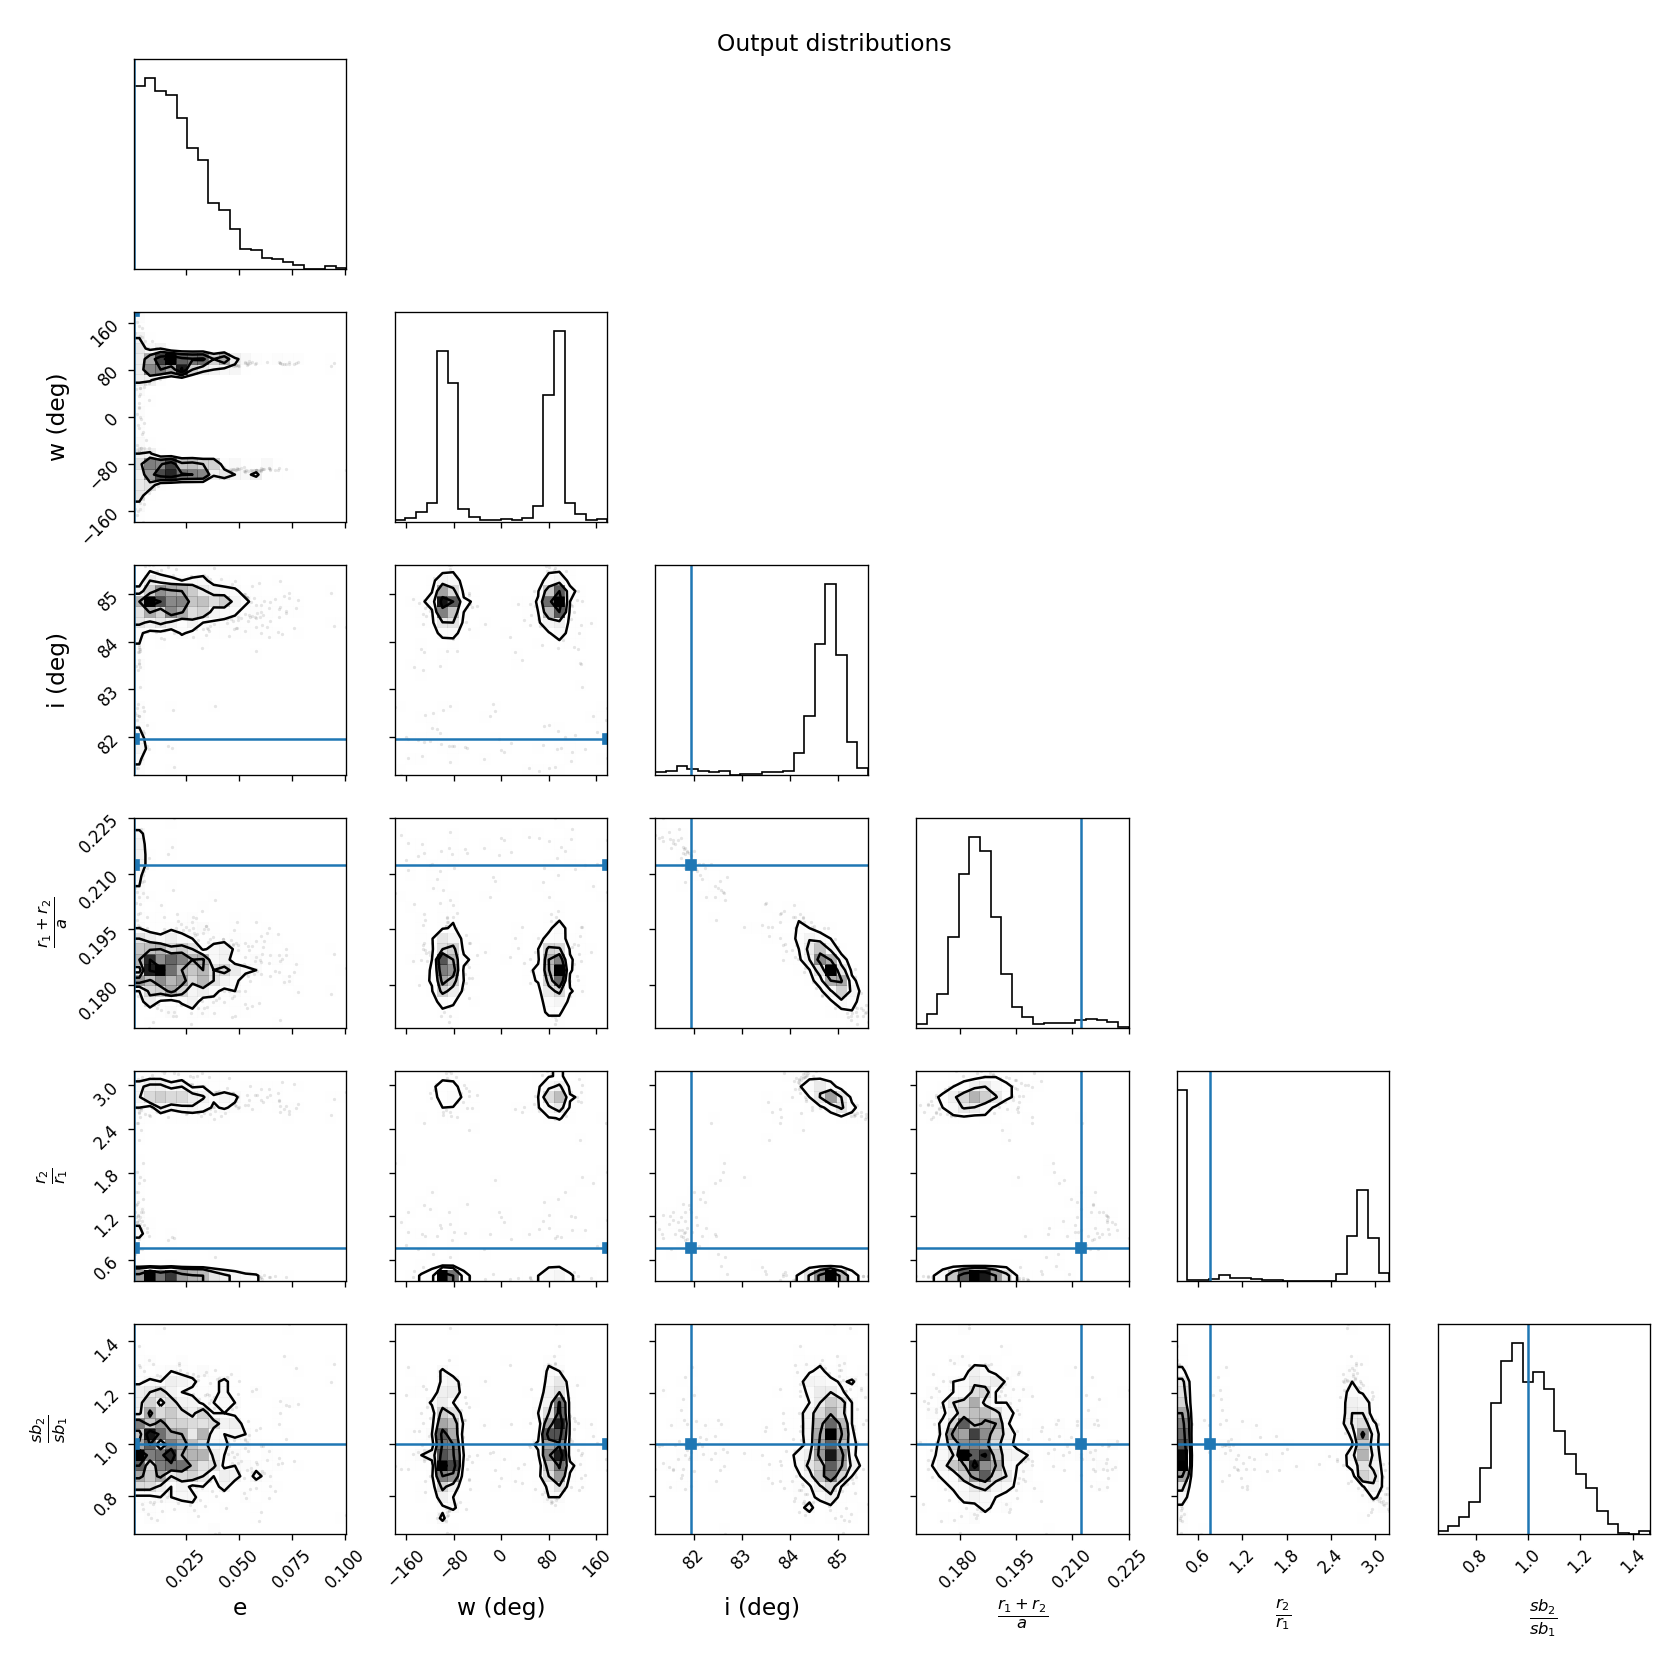 Output distributions
w (deg)
160
80
0
−80
−160
i (deg)
85
84
83
82
r₁ + r₂ / a
0.225
0.210
0.195
0.180
r₂ / r₁
3.0
2.4
1.8
1.2
0.6
sb₂ / sb₁
1.4
1.2
1.0
0.8
0.025 0.050 0.075 0.100
−160 −80 0 80 160
82 83 84 85
0.180 0.195 0.210 0.225
0.6 1.2 1.8 2.4 3.0
0.8 1.0 1.2 1.4
e
w (deg)
i (deg)
r₁ + r₂ / a
r₂ / r₁
sb₂ / sb₁